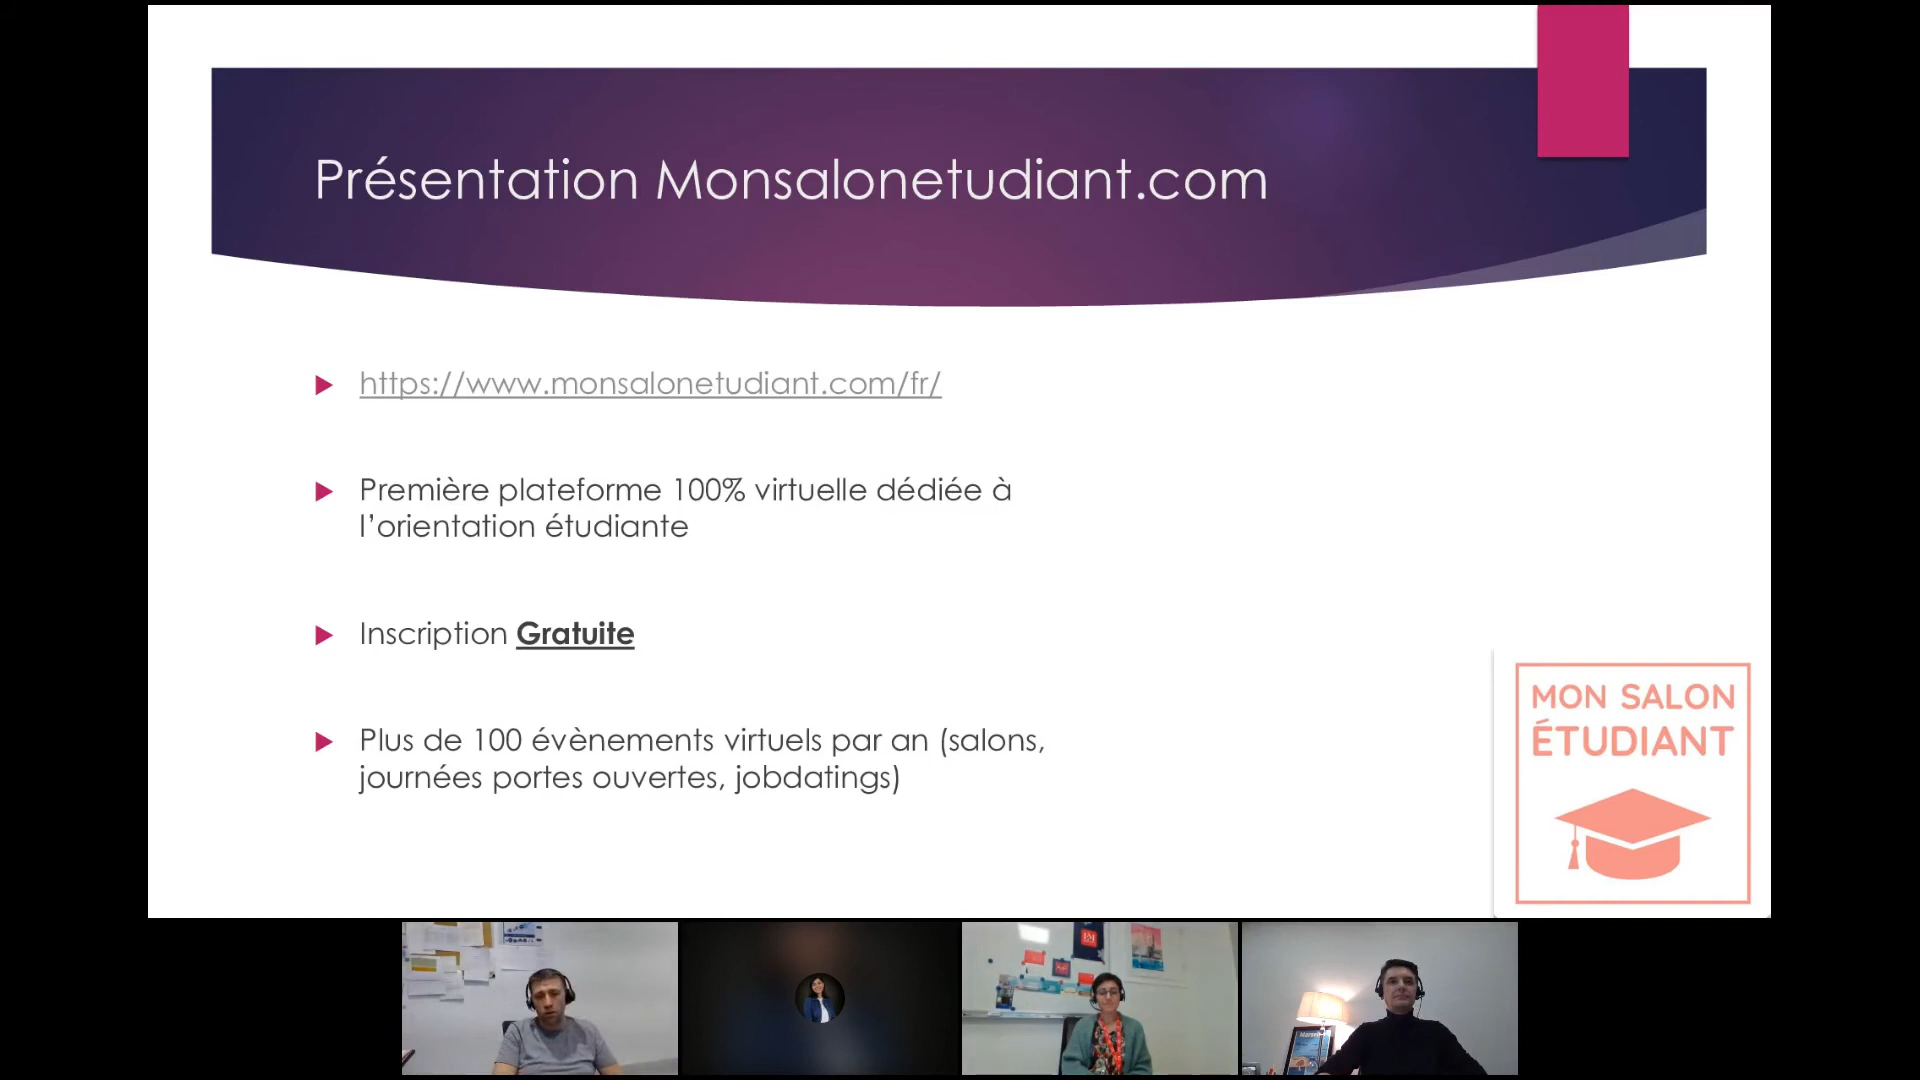 Présentation Monsalonetudiant.com
https://www.monsalonetudiant.com/fr/
Première plateforme 100% virtuelle dédiée à
l’orientation étudiante
Inscription Gratuite
Plus de 100 évènements virtuels par an (salons,
journées portes ouvertes, jobdatings)
MON SALON
ÉTUDIANT